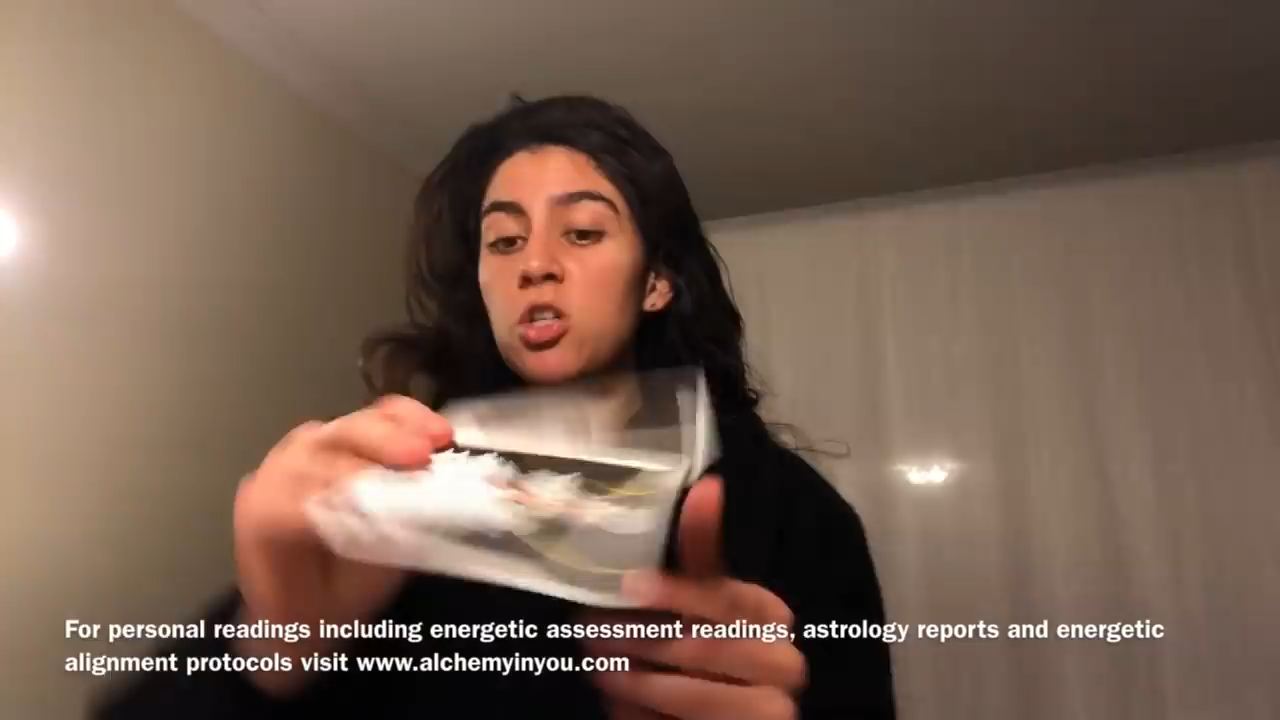 For personal readings including energetic assessment readings, astrology reports and energetic
alignment protocols visit www.alchemyinyou.com